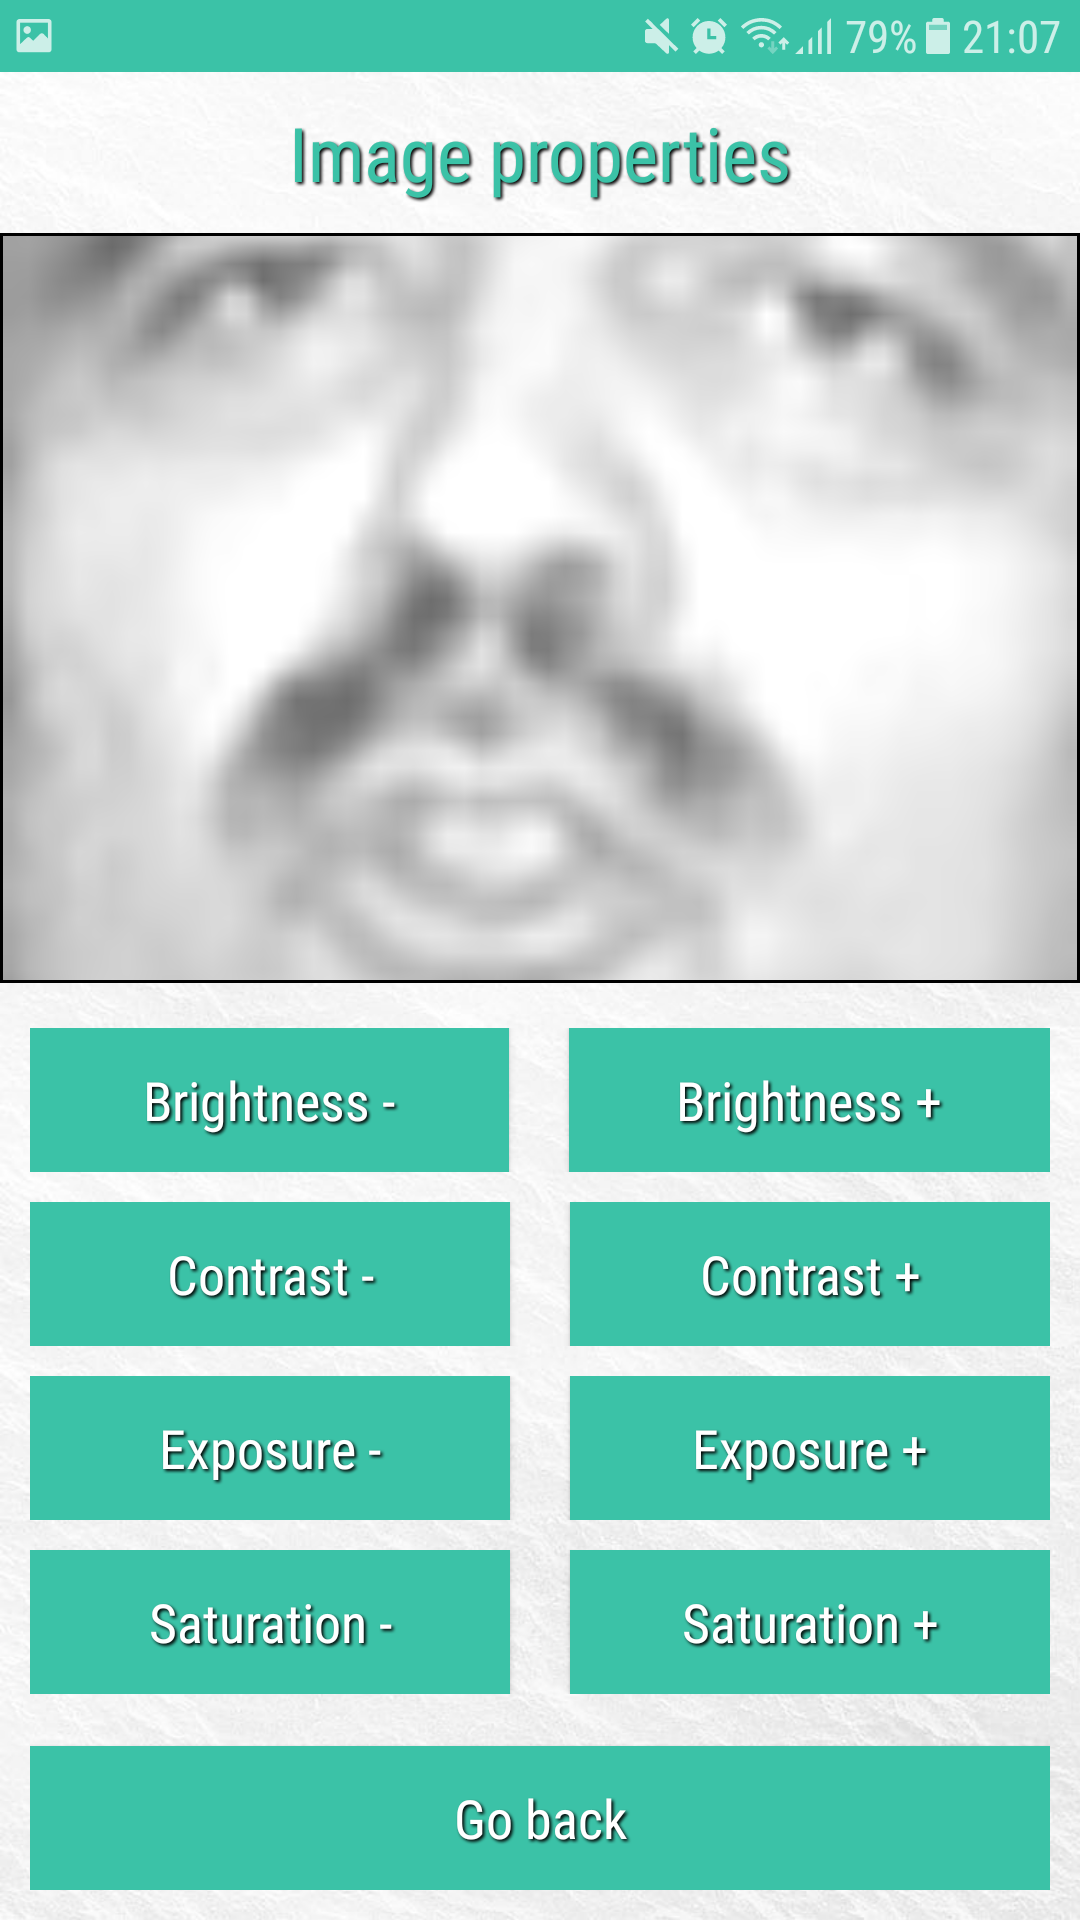 79% 21:07
Image properties
Brightness - Brightness +
Contrast - Contrast +
Exposure - Exposure +
Saturation - Saturation +
Go back